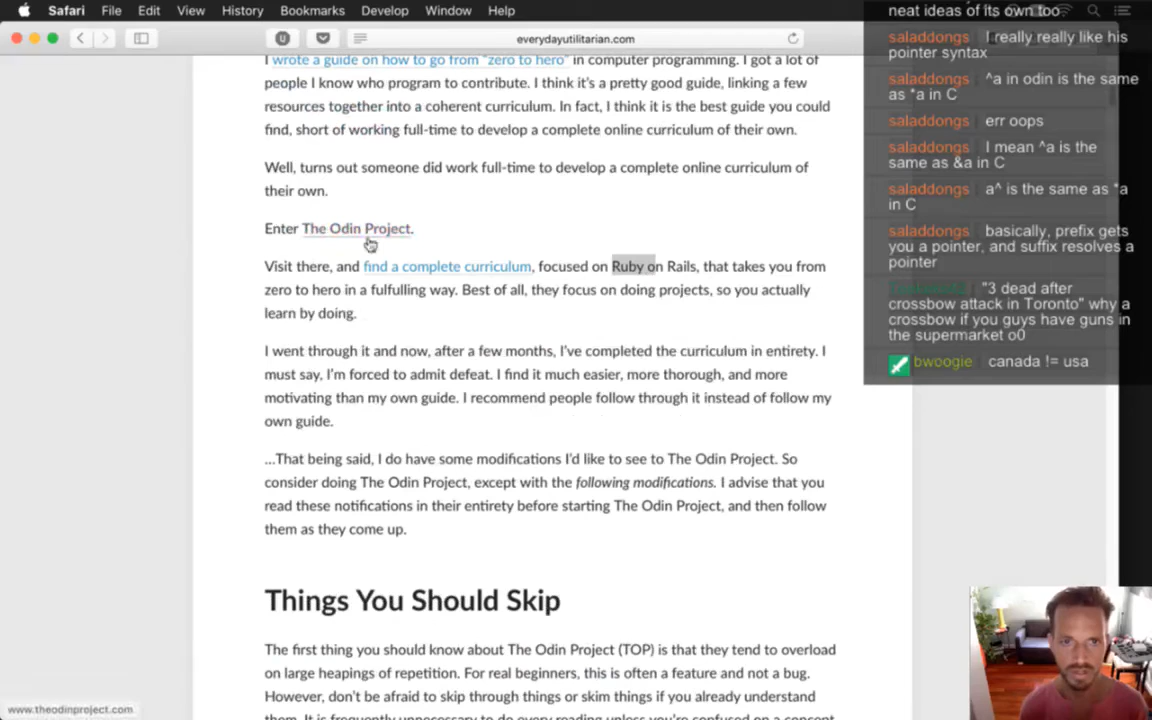 Safari File Edit View History Bookmarks Develop Window Help
everydayutilitarian.com
I wrote a guide on how to go from "zero to hero" in computer programming. I got a lot of
people I know who program to contribute. I think it's a pretty good guide, linking a few
resources together into a coherent curriculum. In fact, I think it is the best guide you could
find, short of working full-time to develop a complete online curriculum of their own.
Well, turns out someone did work full-time to develop a complete online curriculum of
their own.
Enter The Odin Project.
Visit there, and find a complete curriculum, focused on Ruby on Rails, that takes you from
zero to hero in a fulfulling way. Best of all, they focus on doing projects, so you actually
learn by doing.
I went through it and now, after a few months, I've completed the curriculum in entirety. I
must say, I'm forced to admit defeat. I find it much easier, more thorough, and more
motivating than my own guide. I recommend people follow through it instead of follow my
own guide.
...That being said, I do have some modifications I'd like to see to The Odin Project. So
consider doing The Odin Project, except with the following modifications. I advise that you
read these notifications in their entirety before starting The Odin Project, and then follow
them as they come up.
Things You Should Skip
The first thing you should know about The Odin Project (TOP) is that they tend to overload
on large heapings of repetition. For real beginners, this is often a feature and not a bug.
However, don't be afraid to skip through things or skim things if you already understand
them. It is frequently unnecessary to do every reading unless you're confused on a concept
www.theodinproject.com
neat ideas of its own too
saladdongs I really really like his
pointer syntax
saladdongs ^a in odin is the same
as *a in C
saladdongs err oops
saladdongs I mean ^a is the
same as &a in C
saladdongs a^ is the same as *a
in C
saladdongs basically, prefix gets
you a pointer, and suffix resolves a
pointer
"3 dead after
crossbow attack in Toronto" why a
crossbow if you guys have guns in
the supermarket o0
bwoogie canada != usa